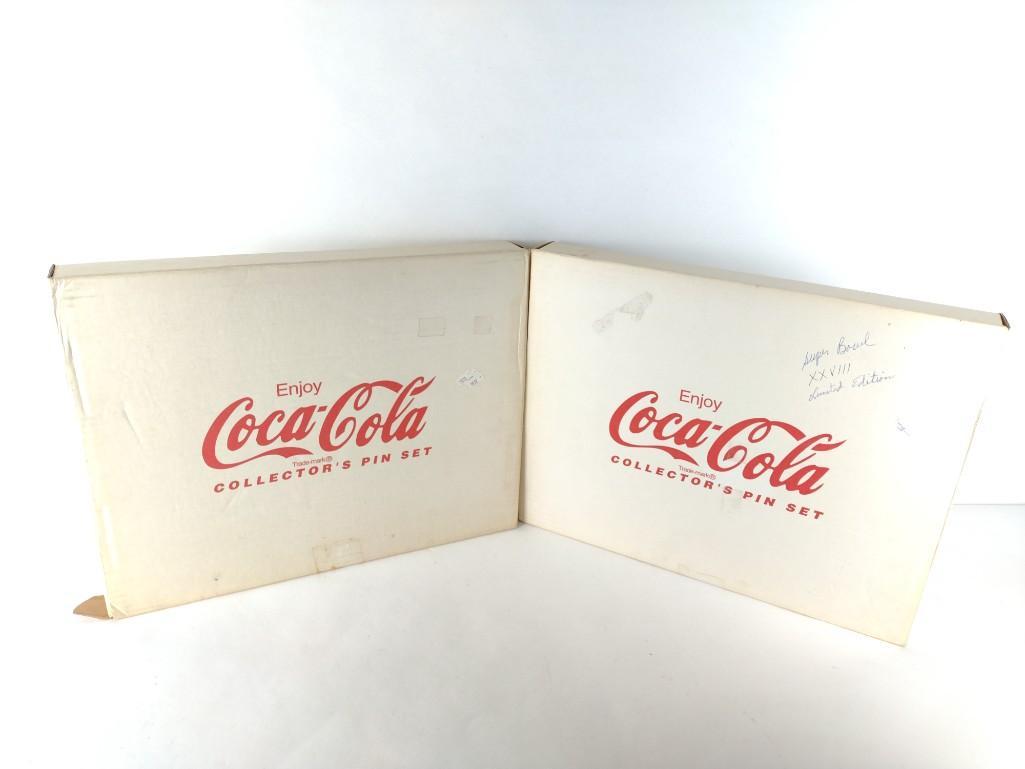 Enjoy
Coca-Cola
Trade-mark®
COLLECTOR'S PIN SET
Super Bowl
XXVIII
Limited Edition
Enjoy
Coca-Cola
Trade-mark®
COLLECTOR'S PIN SET